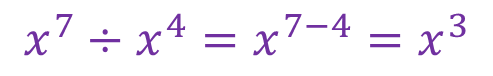 x⁷ ÷ x⁴ = x⁷⁻⁴ = x³